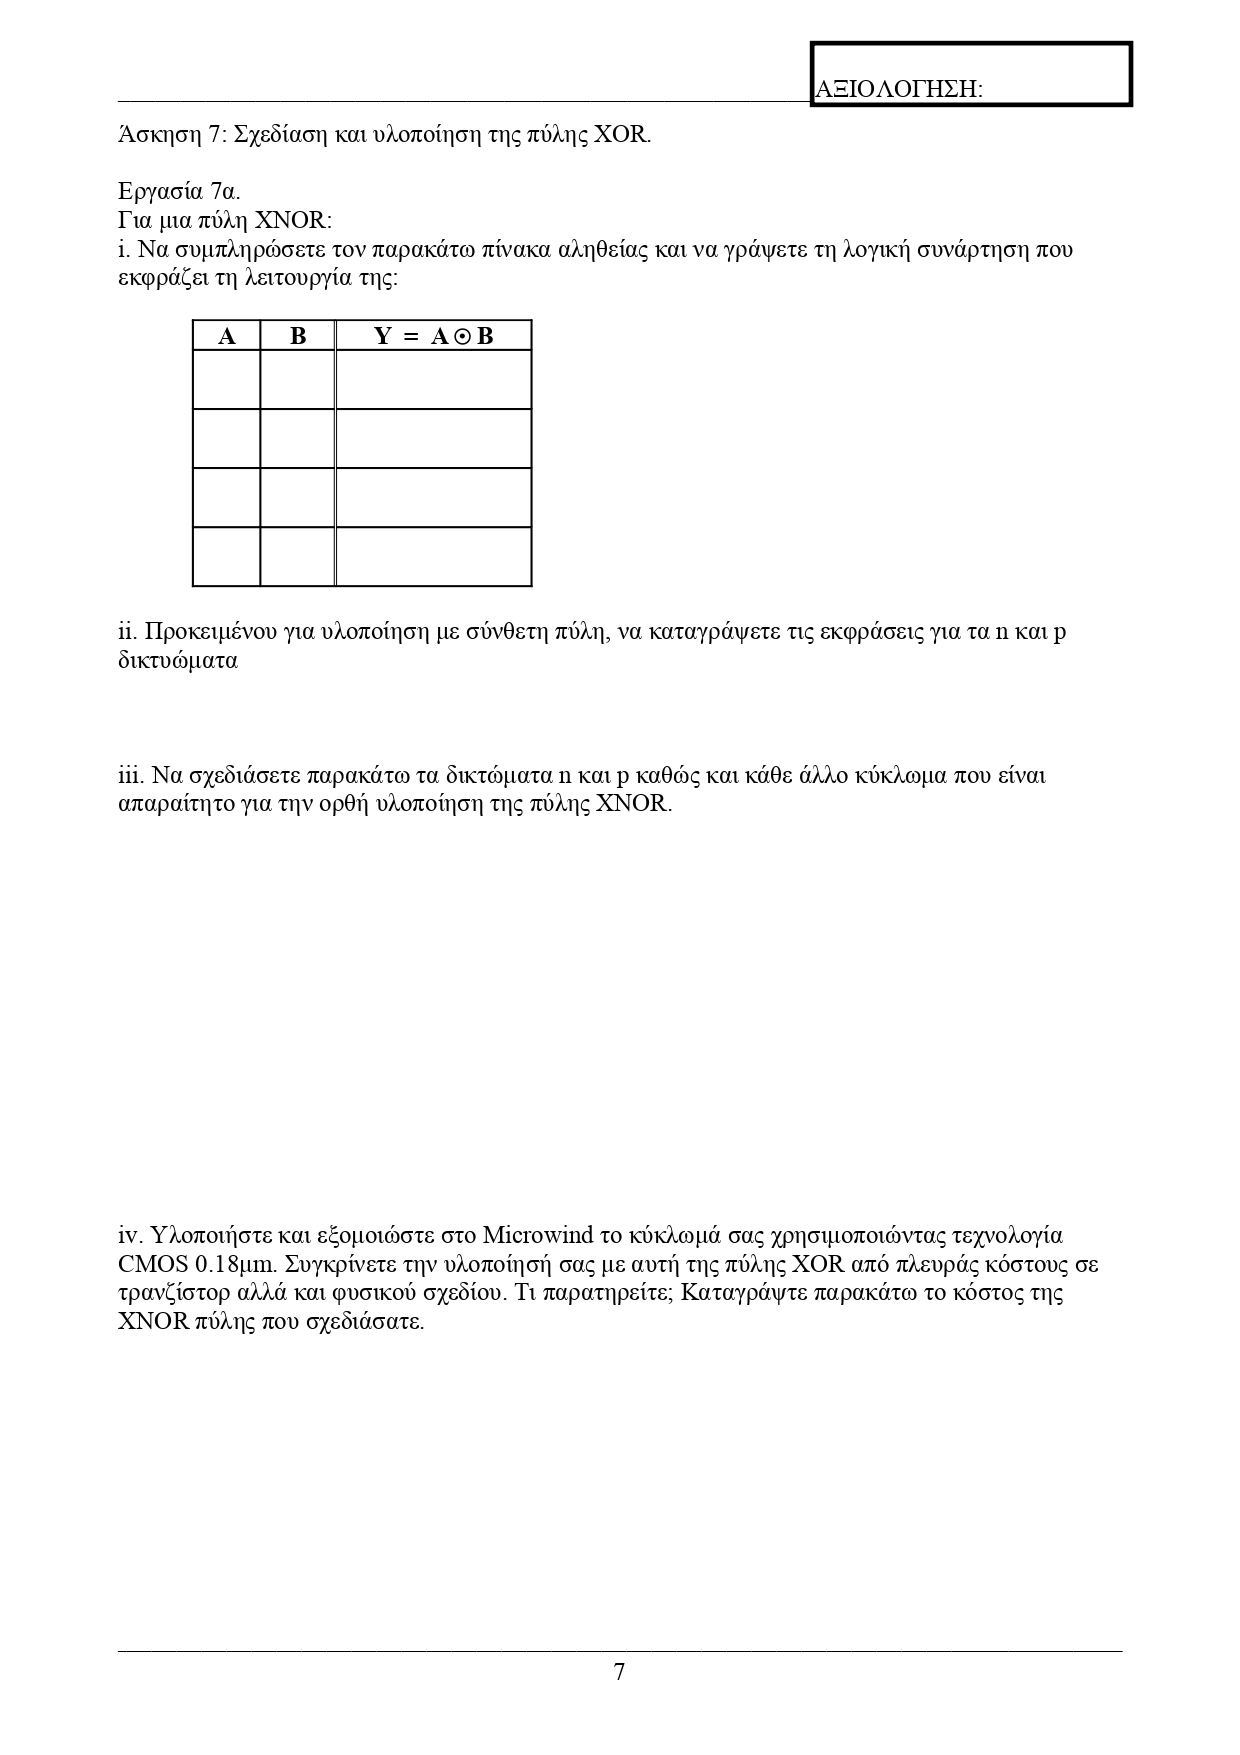 ΑΞΙΟΛΟΓΗΣΗ:
Άσκηση 7: Σχεδίαση και υλοποίηση της πύλης XOR.
Εργασία 7α.
Για μια πύλη XNOR:
i. Να συμπληρώσετε τον παρακάτω πίνακα αληθείας και να γράψετε τη λογική συνάρτηση που
εκφράζει τη λειτουργία της:
A B Y = A ⊙ B
ii. Προκειμένου για υλοποίηση με σύνθετη πύλη, να καταγράψετε τις εκφράσεις για τα n και p
δικτυώματα
iii. Να σχεδιάσετε παρακάτω τα δικτώματα n και p καθώς και κάθε άλλο κύκλωμα που είναι
απαραίτητο για την ορθή υλοποίηση της πύλης XNOR.
iv. Υλοποιήστε και εξομοιώστε στο Microwind το κύκλωμά σας χρησιμοποιώντας τεχνολογία
CMOS 0.18μm. Συγκρίνετε την υλοποίησή σας με αυτή της πύλης XOR από πλευράς κόστους σε
τρανζίστορ αλλά και φυσικού σχεδίου. Τι παρατηρείτε; Καταγράψτε παρακάτω το κόστος της
XNOR πύλης που σχεδιάσατε.
7